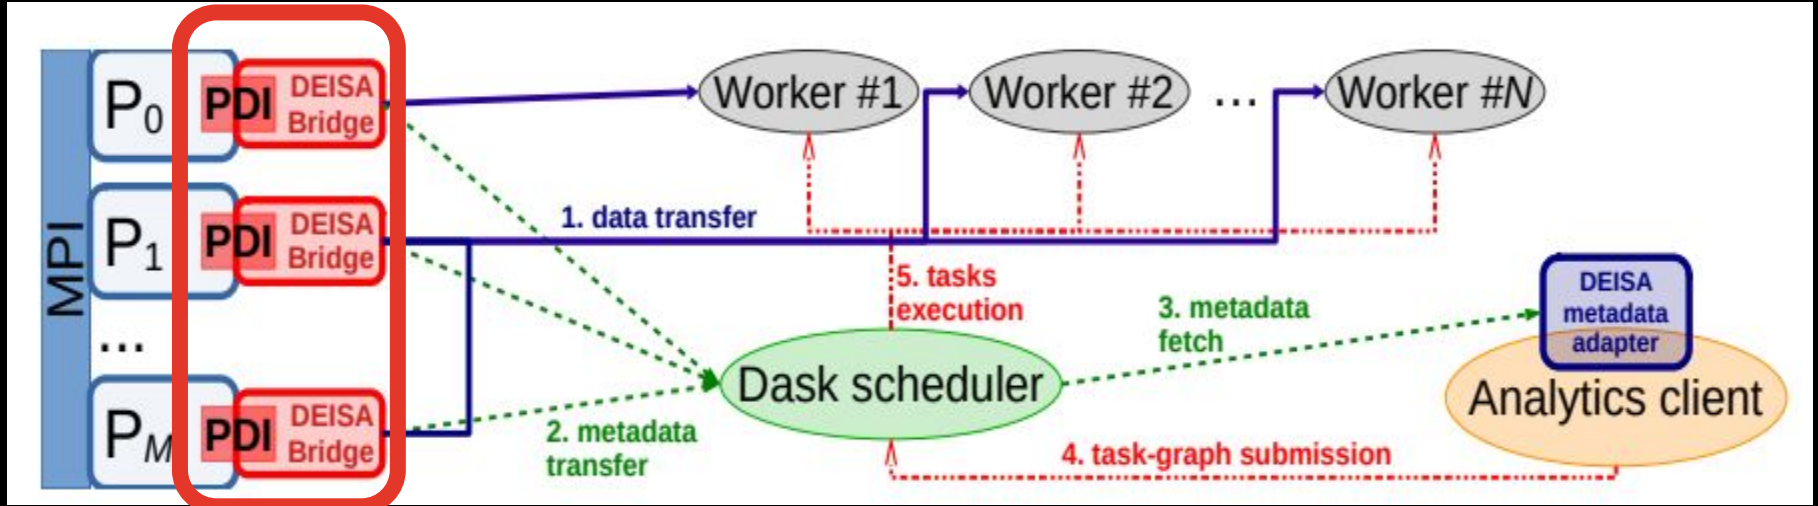 MPI
P0
PDI
DEISA
Bridge
P1
PDI
DEISA
Bridge
...
PM
PDI
DEISA
Bridge
Worker #1
Worker #2
...
Worker #N
1. data transfer
2. metadata
transfer
5. tasks
execution
Dask scheduler
3. metadata
fetch
4. task-graph submission
DEISA
metadata
adapter
Analytics client